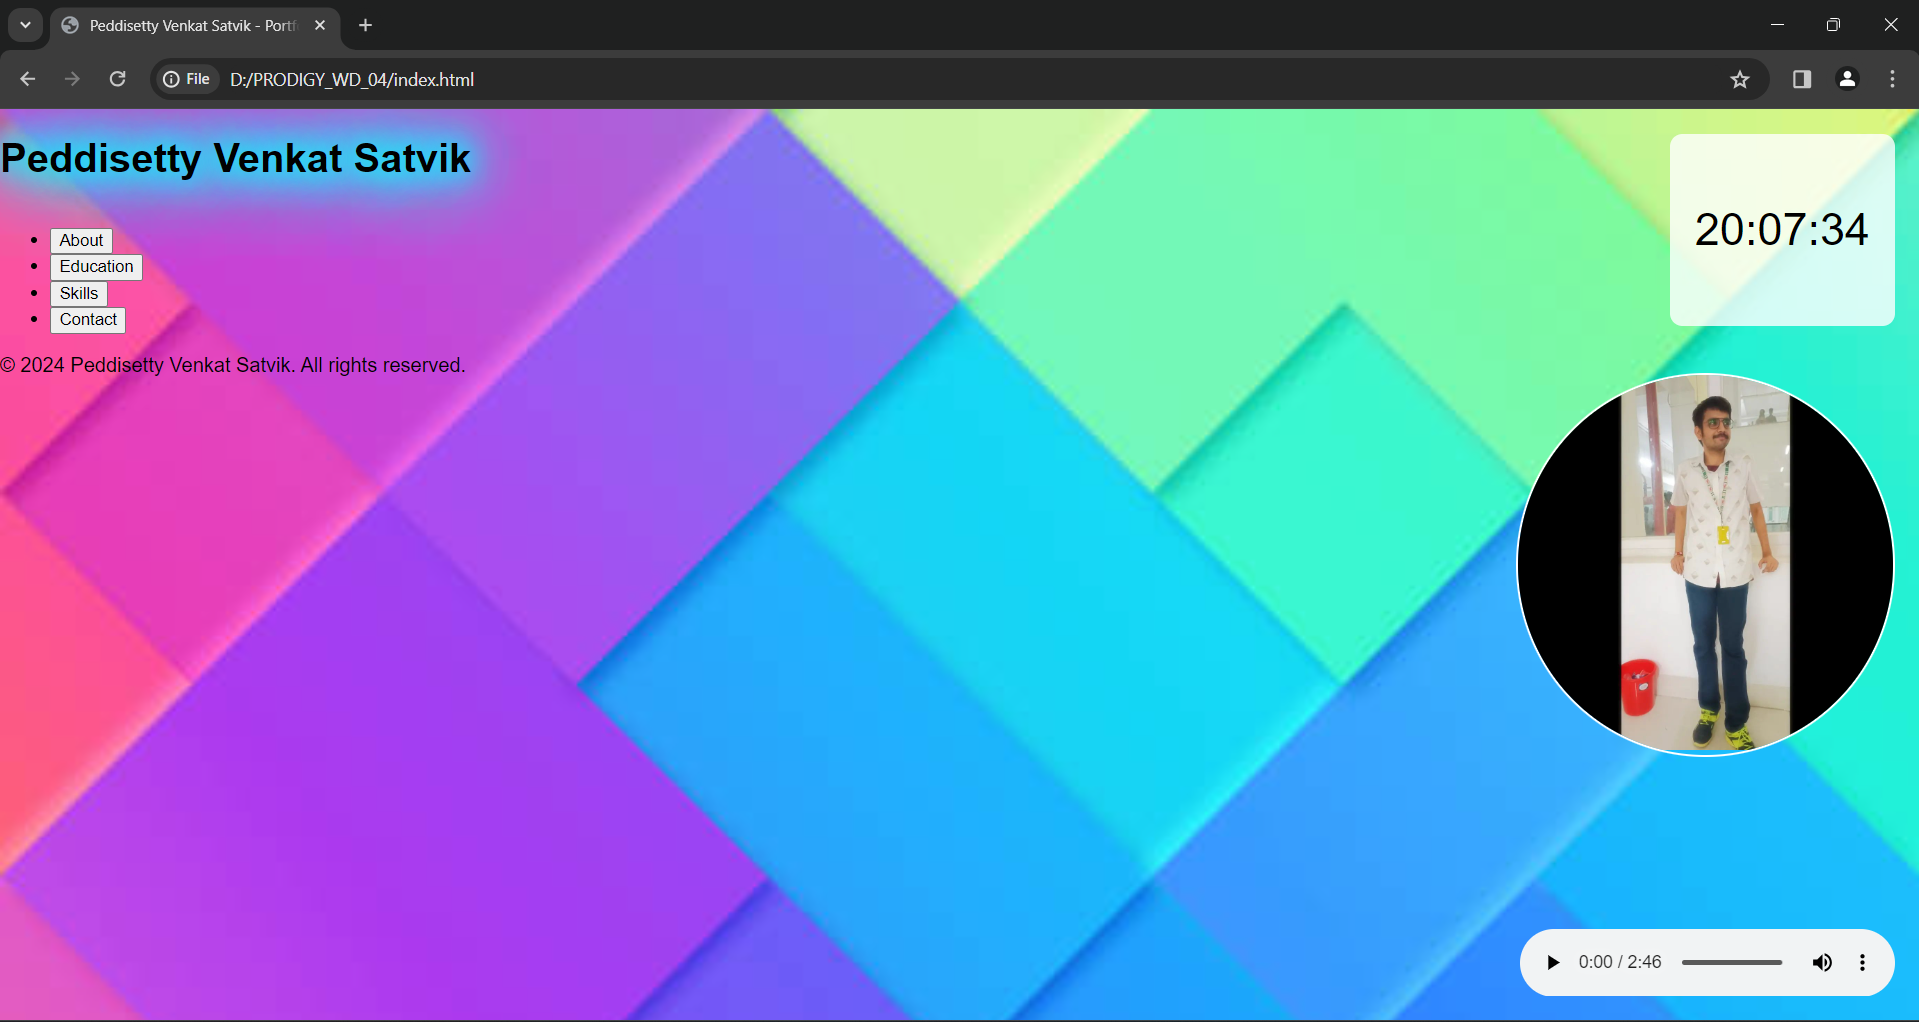 Peddisetty Venkat Satvik - Portf
File D:/PRODIGY_WD_04/index.html
Peddisetty Venkat Satvik
20:07:34
About
Education
Skills
Contact
© 2024 Peddisetty Venkat Satvik. All rights reserved.
0:00 / 2:46